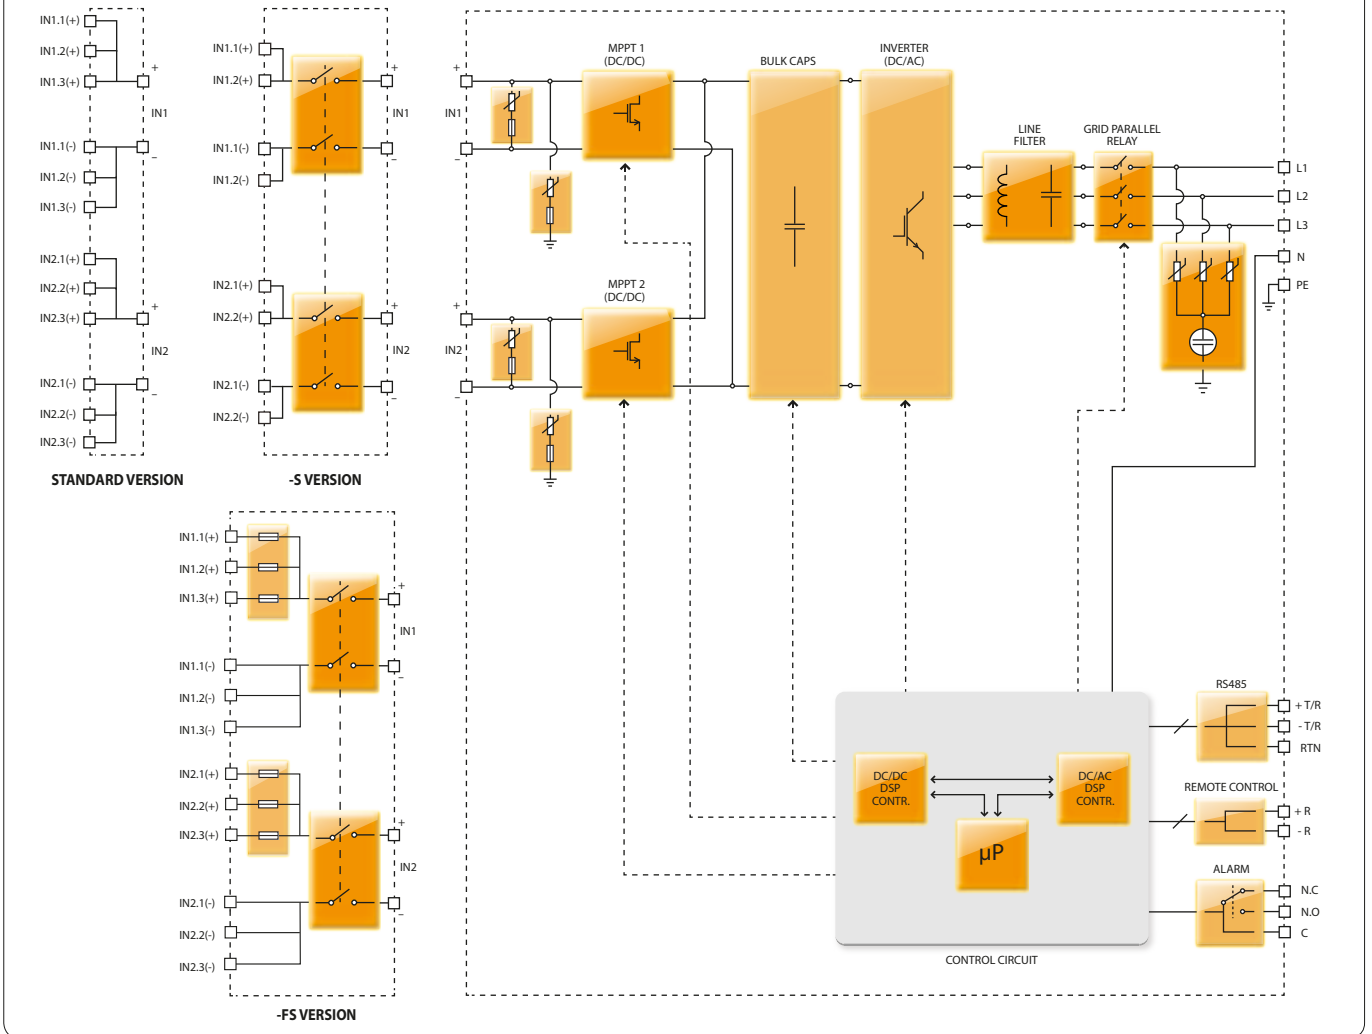 IN1.1(+)
IN1.2(+)
IN1.3(+)
+
IN1
IN1.1(-)
–
IN1.2(-)
IN1.3(-)
IN2.1(+)
IN2.2(+)
+
IN2.3(+)
IN2
IN2.1(-)
–
IN2.2(-)
IN2.3(-)
STANDARD VERSION
IN1.1(+)
+
IN1.2(+)
IN1
IN1.1(-)
–
IN1.2(-)
IN2.1(+)
+
IN2.2(+)
IN2
IN2.1(-)
–
IN2.2(-)
-S VERSION
IN1.1(+)
IN1.2(+)
+
IN1.3(+)
IN1
IN1.1(-)
–
IN1.2(-)
IN1.3(-)
IN2.1(+)
IN2.2(+)
+
IN2.3(+)
IN2
IN2.1(-)
–
IN2.2(-)
IN2.3(-)
-FS VERSION
+
IN1
–
+
IN2
–
MPPT 1
(DC/DC)
MPPT 2
(DC/DC)
BULK CAPS
INVERTER
(DC/AC)
LINE
FILTER
GRID PARALLEL
RELAY
L1
L2
L3
N
PE
DC/DC
DSP
CONTR.
DC/AC
DSP
CONTR.
µP
CONTROL CIRCUIT
RS485
+ T/R
- T/R
RTN
REMOTE CONTROL
+ R
- R
ALARM
N.C
N.O
C